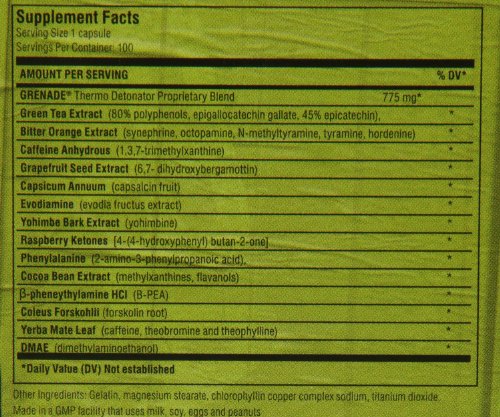 Supplement Facts
Serving Size 1 capsule
Servings Per Container: 100
AMOUNT PER SERVING % DV*
GRENADE® Thermo Detonator Proprietary Blend 775 mg*
Green Tea Extract (80% polyphenols, epigallocatechin gallate, 45% epicatechin), *
Bitter Orange Extract (synephrine, octopamine, N-methyltyramine, tyramine, hordenine) *
Caffeine Anhydrous (1,3,7-trimethylxanthine) *
Grapefruit Seed Extract (6,7- dihydroxybergamottin) *
Capsicum Annuum (capsalcin fruit) *
Evodiamine (evodia fructus extract) *
Yohimbe Bark Extract (yohimbine) *
Raspberry Ketones [4-(4-hydroxyphenyl) butan-2-one] *
Phenylalanine (2-amino-3-phenylpropanoic acid), *
Cocoa Bean Extract (methylxanthines, flavanols) *
β-pheneythylamine HCl (B-PEA) *
Coleus Forskohlii (forskolin root) *
Yerba Mate Leaf (caffeine, theobromine and theophylline) *
DMAE (dimethylaminoethanol) *
*Daily Value (DV) Not established
Other Ingredients: Gelatin, magnesium stearate, chlorophyllin copper complex sodium, titanium dioxide.
Made in a GMP facility that uses milk, soy, eggs and peanuts